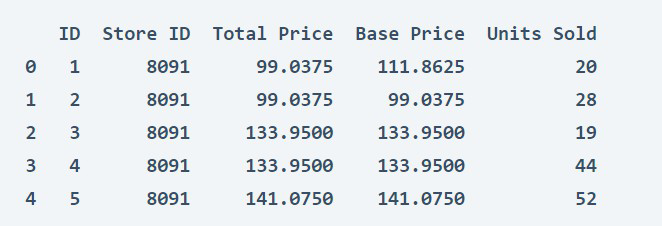 ID Store ID Total Price Base Price Units Sold
0 1 8091 99.0375 111.8625 20
1 2 8091 99.0375 99.0375 28
2 3 8091 133.9500 133.9500 19
3 4 8091 133.9500 133.9500 44
4 5 8091 141.0750 141.0750 52